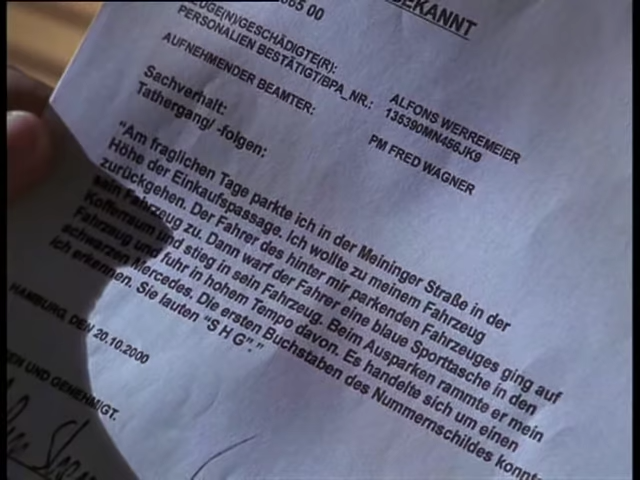 665 00
BEKANNT
ZEUGE(N)/GESCHÄDIGTE(R):
PERSONALIEN BESTÄTIGT/BPA_NR.:
ALFONS WERREMEIER
135390MN456JK9
AUFNEHMENDER BEAMTER:
PM FRED WAGNER
Sachverhalt:
Tathergang/ -folgen:
"Am fraglichen Tage parkte ich in der Meininger Straße in der
Höhe der Einkaufspassage. Ich wollte zu meinem Fahrzeug
zurückgehen. Der Fahrer des hinter mir parkenden Fahrzeuges ging auf
sein Fahrzeug zu. Dann warf der Fahrer eine blaue Sporttasche in den
Kofferraum und stieg in sein Fahrzeug. Beim Ausparken rammte er mein
Fahrzeug und fuhr in hohem Tempo davon. Es handelte sich um einen
schwarzen Mercedes. Die ersten Buchstaben des Nummernschildes konnte
ich erkennen. Sie lauten "S H G"."
HAMBURG, DEN 20.10.2000
EN UND GENEHMIGT.